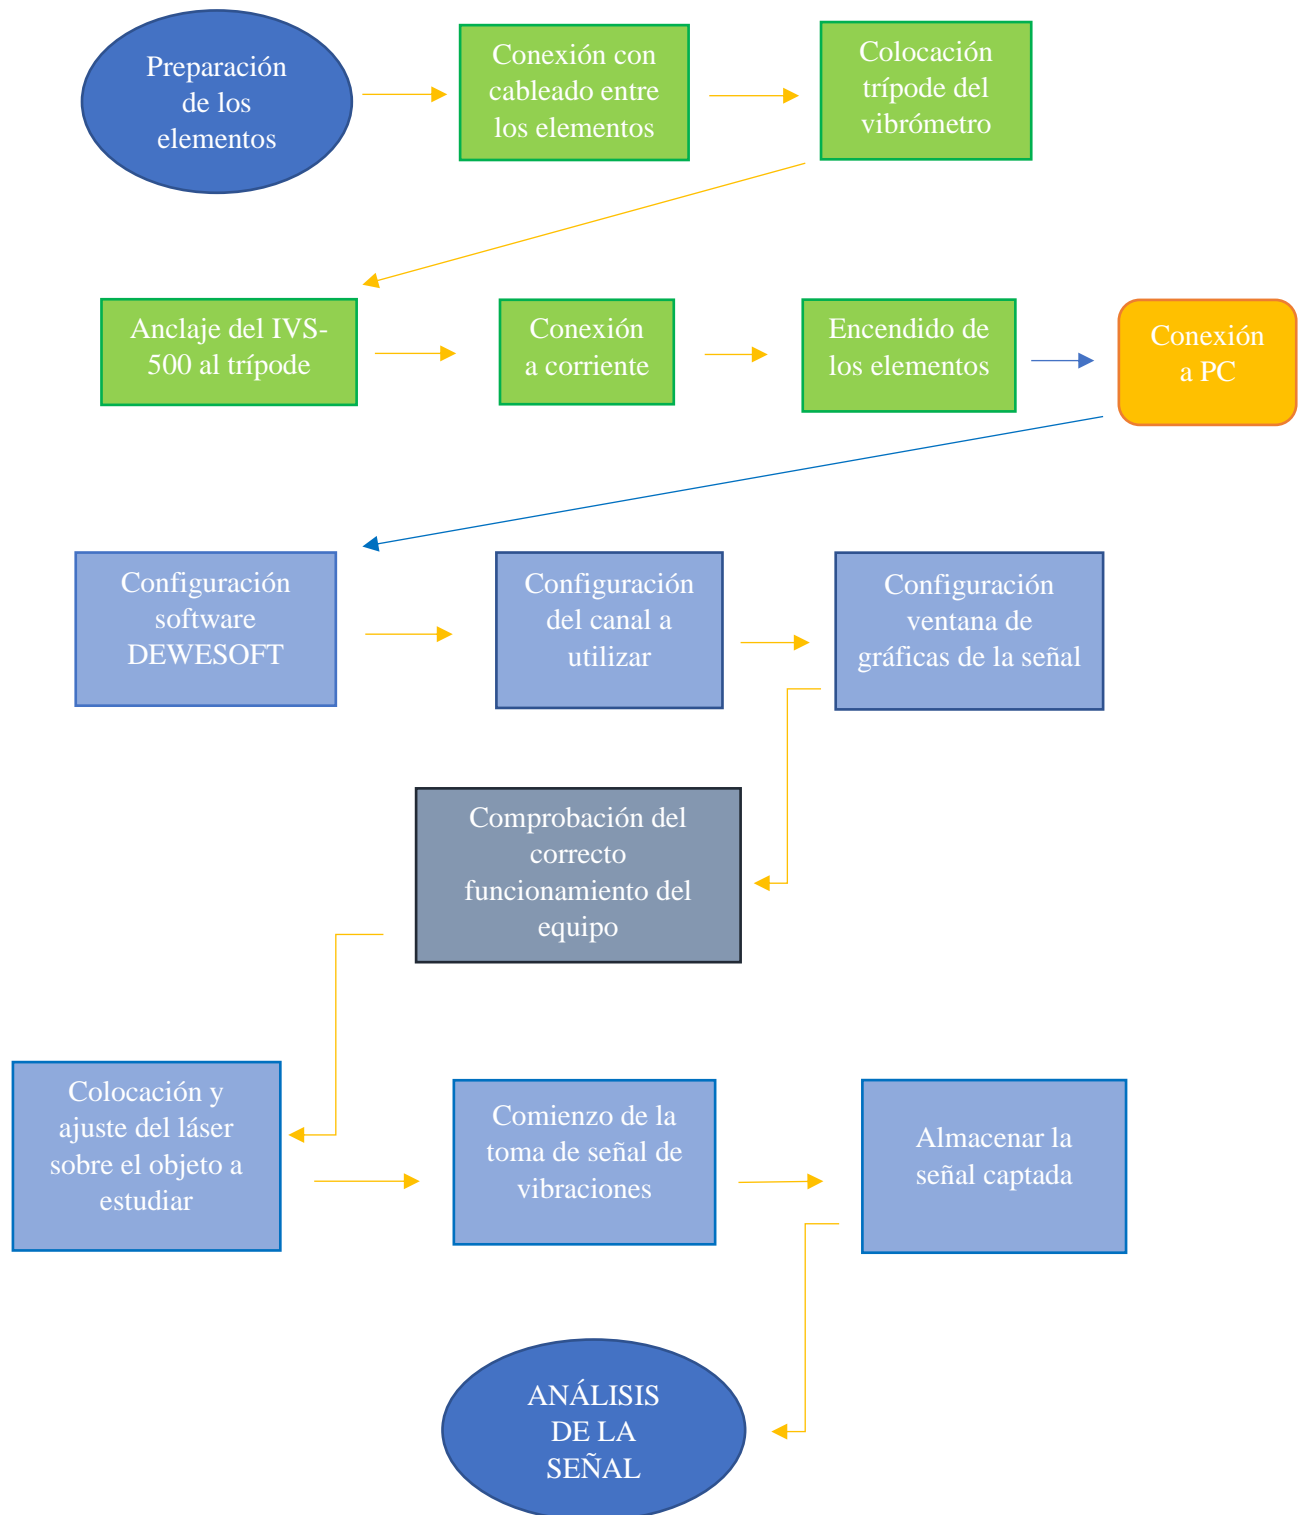 Preparación
de los
elementos
Conexión con
cableado entre
los elementos
Colocación
trípode del
vibrómetro
Anclaje del IVS-
500 al trípode
Conexión
a corriente
Encendido de
los elementos
Conexión
a PC
Configuración
software
DEWESOFT
Configuración
del canal a
utilizar
Configuración
ventana de
gráficas de la señal
Comprobación del
correcto
funcionamiento del
equipo
Colocación y
ajuste del láser
sobre el objeto a
estudiar
Comienzo de la
toma de señal de
vibraciones
Almacenar la
señal captada
ANÁLISIS
DE LA
SEÑAL